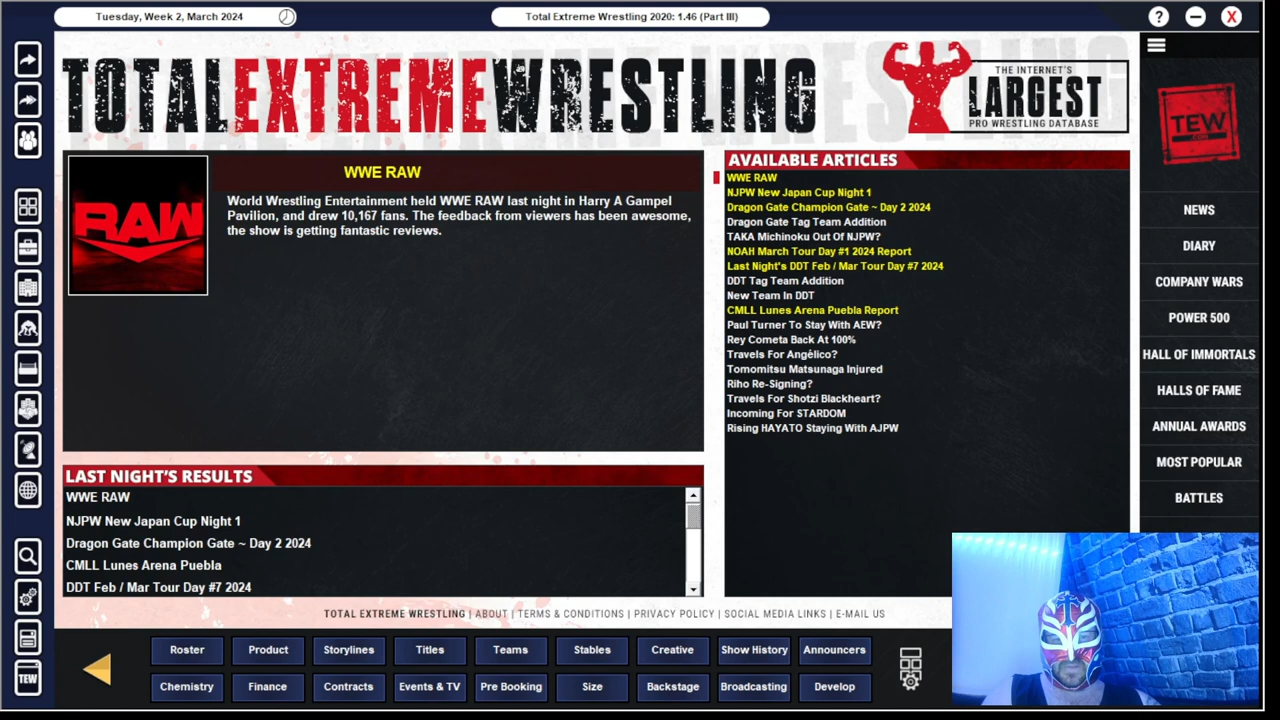 Tuesday, Week 2, March 2024
Total Extreme Wrestling 2020: 1.46 (Part III)
?
X
TOTALEXTREMEWRESTLING
THE INTERNET'S
LARGEST
PRO WRESTLING DATABASE
TEW
.COM
RAW
WWE RAW
World Wrestling Entertainment held WWE RAW last night in Harry A Gampel
Pavilion, and drew 10,167 fans. The feedback from viewers has been awesome,
the show is getting fantastic reviews.
AVAILABLE ARTICLES
WWE RAW
NJPW New Japan Cup Night 1
Dragon Gate Champion Gate ~ Day 2 2024
Dragon Gate Tag Team Addition
TAKA Michinoku Out Of NJPW?
NOAH March Tour Day #1 2024 Report
Last Night's DDT Feb / Mar Tour Day #7 2024
DDT Tag Team Addition
New Team In DDT
CMLL Lunes Arena Puebla Report
Paul Turner To Stay With AEW?
Rey Cometa Back At 100%
Travels For Angélico?
Tomomitsu Matsunaga Injured
Riho Re-Signing?
Travels For Shotzi Blackheart?
Incoming For STARDOM
Rising HAYATO Staying With AJPW
NEWS
DIARY
COMPANY WARS
POWER 500
HALL OF IMMORTALS
HALLS OF FAME
ANNUAL AWARDS
MOST POPULAR
BATTLES
LAST NIGHT'S RESULTS
WWE RAW
NJPW New Japan Cup Night 1
Dragon Gate Champion Gate ~ Day 2 2024
CMLL Lunes Arena Puebla
DDT Feb / Mar Tour Day #7 2024
TOTAL EXTREME WRESTLING | ABOUT | TERMS & CONDITIONS | PRIVACY POLICY | SOCIAL MEDIA LINKS | E-MAIL US
TEW
Roster Product Storylines Titles Teams Stables Creative Show History Announcers
Chemistry Finance Contracts Events & TV Pre Booking Size Backstage Broadcasting Develop